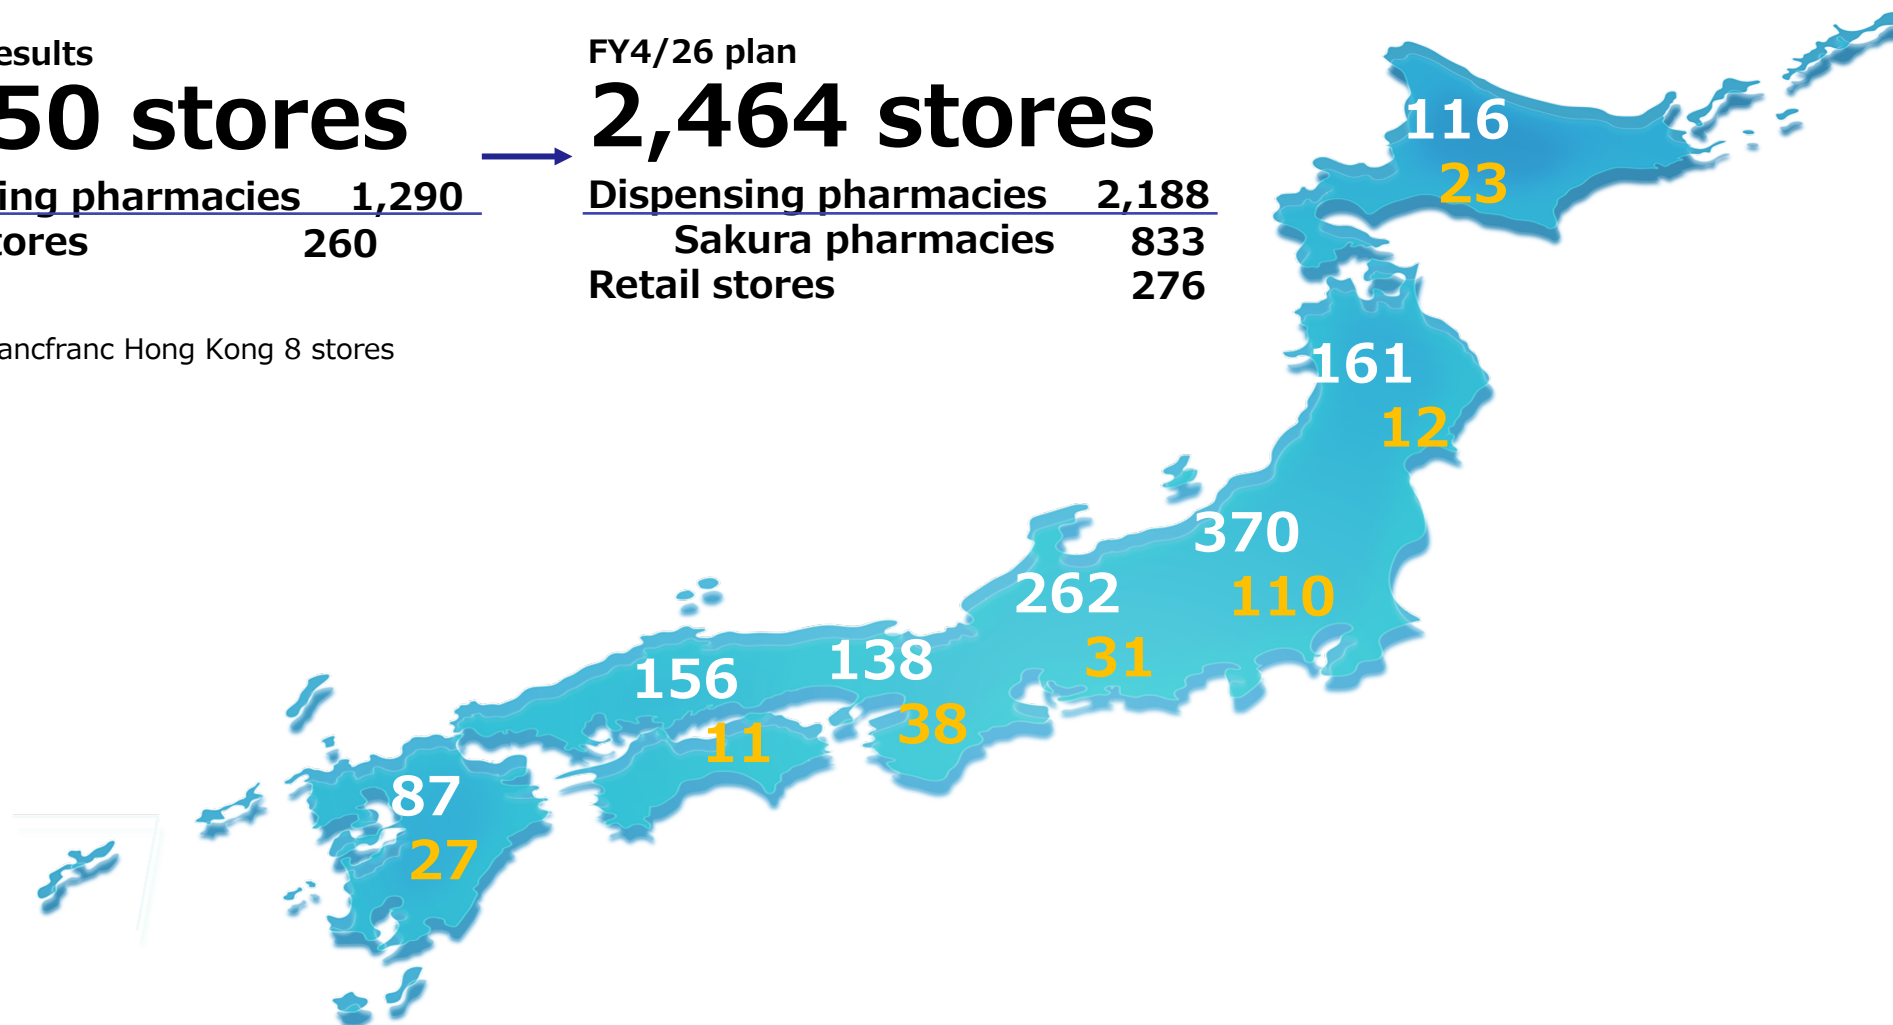 esults
50 stores
ing pharmacies 1,290
tores 260
ancfranc Hong Kong 8 stores
FY4/26 plan
2,464 stores
Dispensing pharmacies 2,188
Sakura pharmacies 833
Retail stores 276
116
23
161
12
370
110
262
31
138
38
156
11
87
27